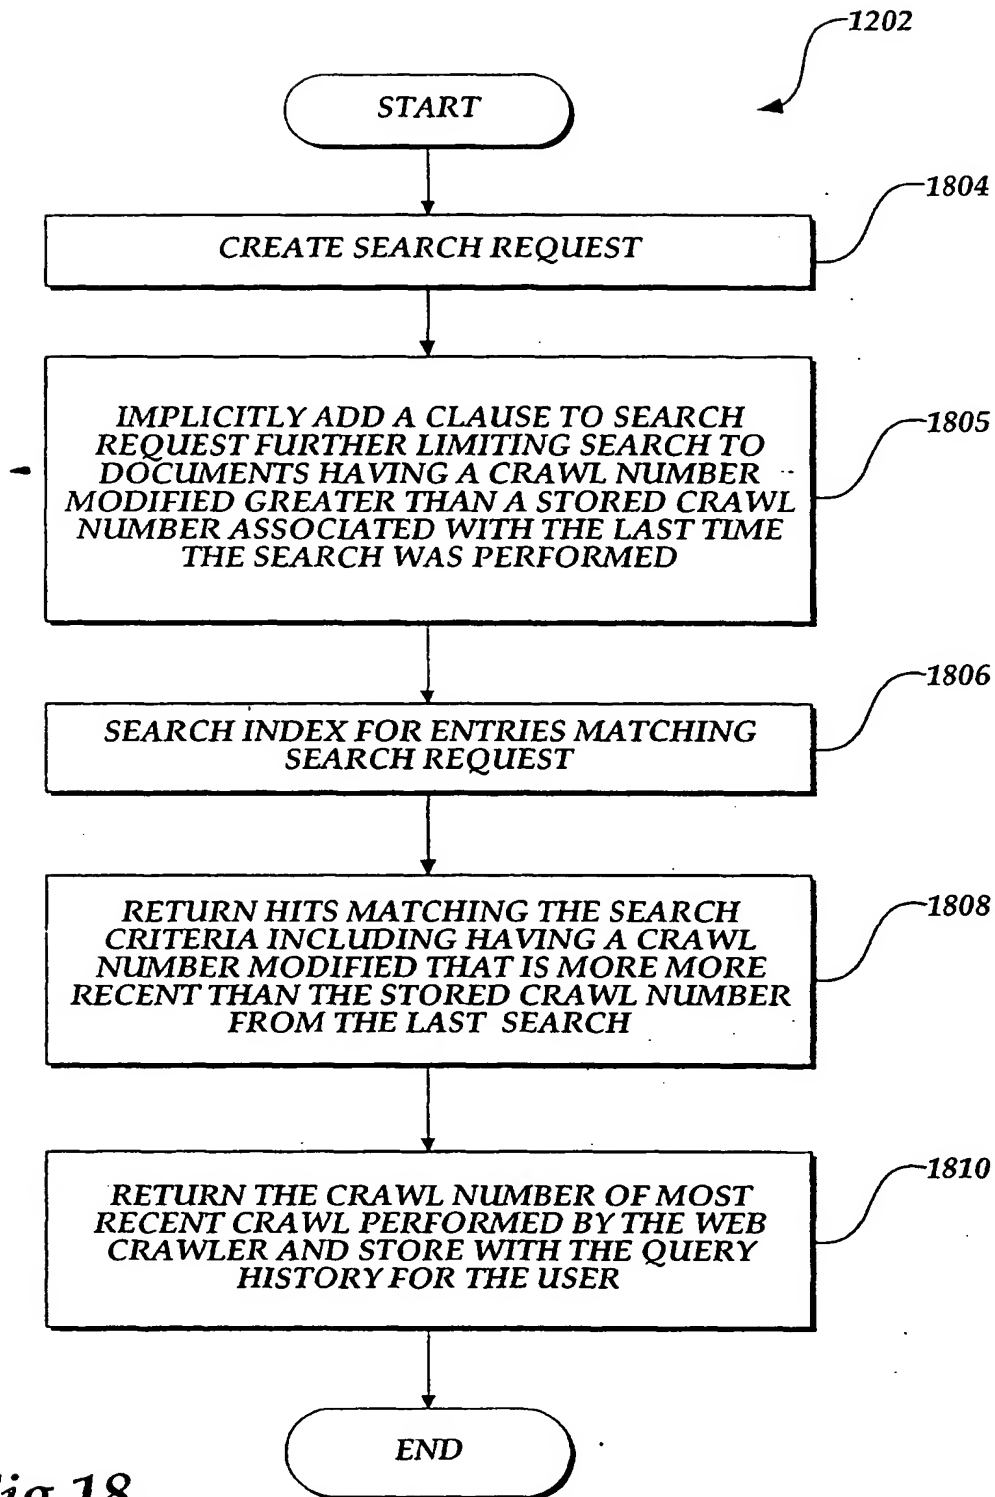 1202
START
1804
CREATE SEARCH REQUEST
IMPLICITLY ADD A CLAUSE TO SEARCH
REQUEST FURTHER LIMITING SEARCH TO
DOCUMENTS HAVING A CRAWL NUMBER
MODIFIED GREATER THAN A STORED CRAWL
NUMBER ASSOCIATED WITH THE LAST TIME
THE SEARCH WAS PERFORMED
1805
1806
SEARCH INDEX FOR ENTRIES MATCHING
SEARCH REQUEST
1808
RETURN HITS MATCHING THE SEARCH
CRITERIA INCLUDING HAVING A CRAWL
NUMBER MODIFIED THAT IS MORE MORE
RECENT THAN THE STORED CRAWL NUMBER
FROM THE LAST SEARCH
1810
RETURN THE CRAWL NUMBER OF MOST
RECENT CRAWL PERFORMED BY THE WEB
CRAWLER AND STORE WITH THE QUERY
HISTORY FOR THE USER
END
Fig.18